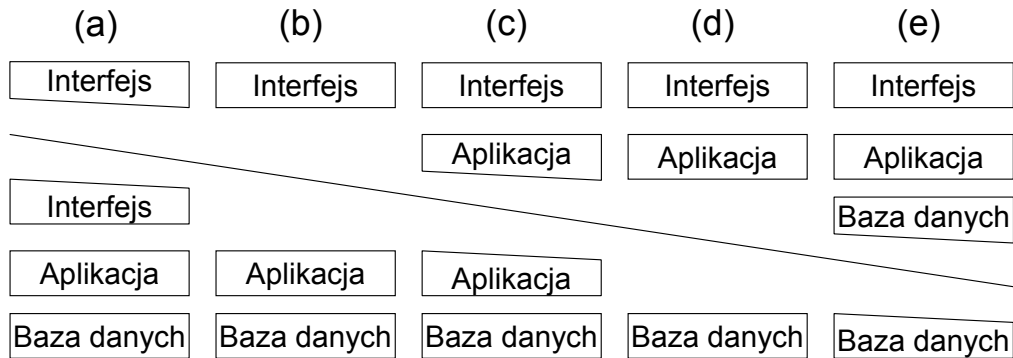 (a) (b) (c) (d) (e)
Interfejs Interfejs Interfejs Interfejs Interfejs
Aplikacja Aplikacja Aplikacja
Interfejs Baza danych
Aplikacja Aplikacja Aplikacja
Baza danych Baza danych Baza danych Baza danych Baza danych